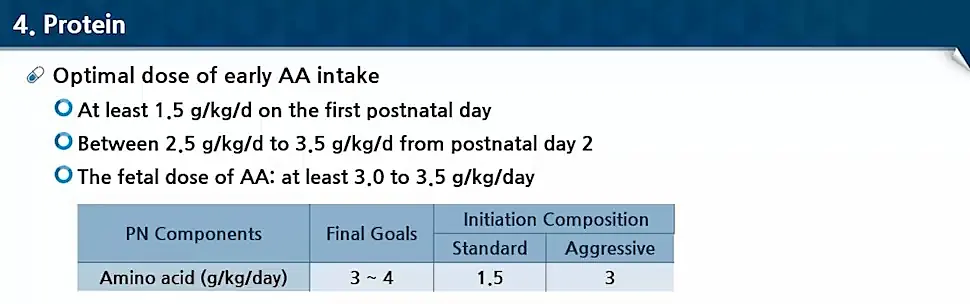 4. Protein
Optimal dose of early AA intake
At least 1.5 g/kg/d on the first postnatal day
Between 2.5 g/kg/d to 3.5 g/kg/d from postnatal day 2
The fetal dose of AA: at least 3.0 to 3.5 g/kg/day
PN Components Final Goals Initiation Composition
Standard Aggressive
Amino acid (g/kg/day) 3 ~ 4 1.5 3